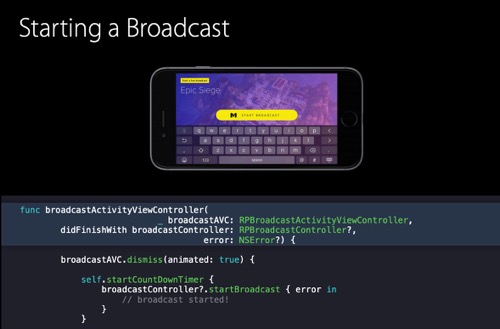 Starting a Broadcast
Epic Siege
START BROADCAST
q w e r t y u i o p
a s d f g h j k l
z x c v b n m
123
@ #
func broadcastActivityViewController(
_ broadcastAVC: RPBroadcastActivityViewController,
didFinishWith broadcastController: RPBroadcastController?,
error: NSError?) {
broadcastAVC.dismiss(animated: true) {
self.startCountDownTimer {
broadcastController?.startBroadcast { error in
// broadcast started!
}
}